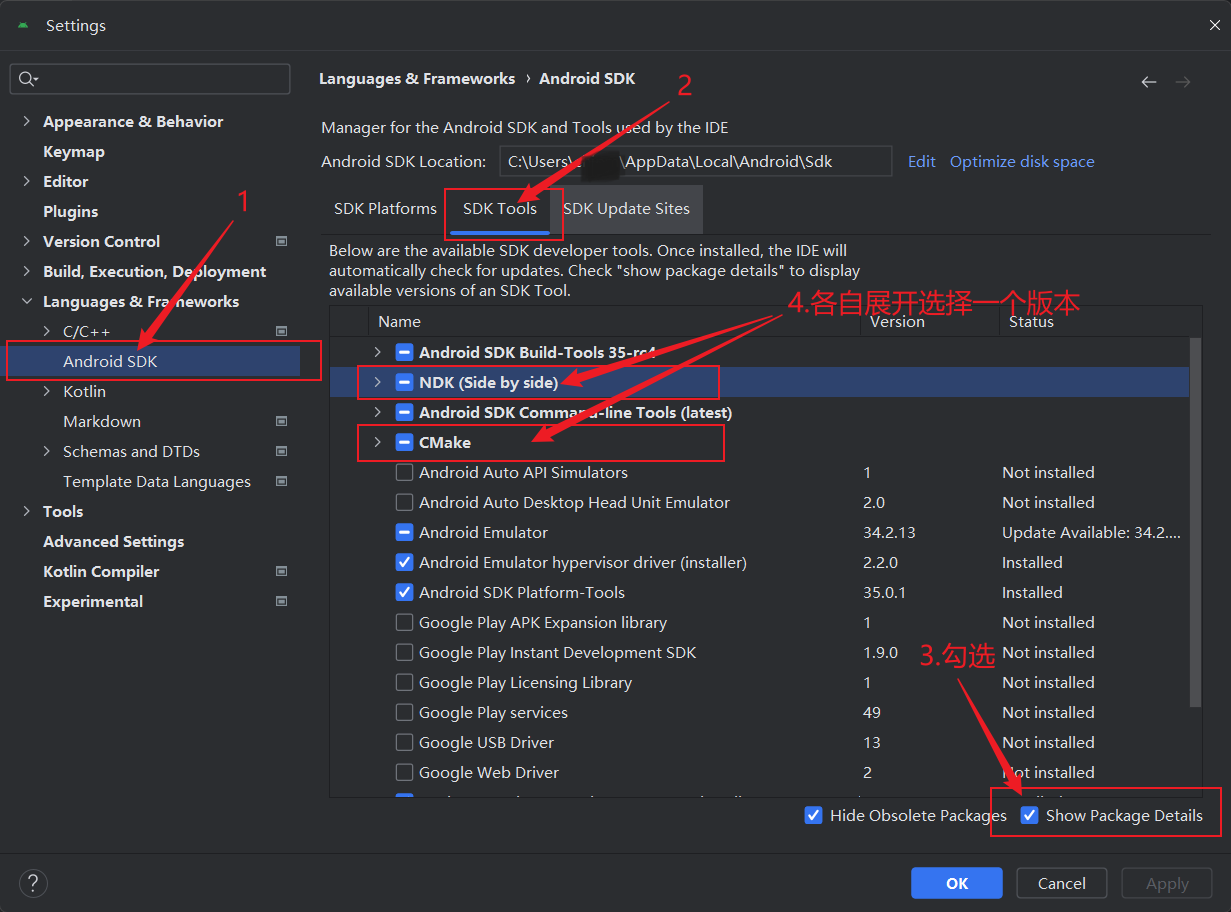 Settings
Languages & Frameworks › Android SDK
2
Manager for the Android SDK and Tools used by the IDE
Android SDK Location: C:\Users\ \AppData\Local\Android\Sdk Edit Optimize disk space
SDK Platforms SDK Tools SDK Update Sites
Below are the available SDK developer tools. Once installed, the IDE will
automatically check for updates. Check "show package details" to display
available versions of an SDK Tool.
4.各自展开选择一个版本
Name Version Status
Android SDK Build-Tools 35-rc4
NDK (Side by side)
Android SDK Command-line Tools (latest)
CMake
Android Auto API Simulators 1 Not installed
Android Auto Desktop Head Unit Emulator 2.0 Not installed
Android Emulator 34.2.13 Update Available: 34.2....
Android Emulator hypervisor driver (installer) 2.2.0 Installed
Android SDK Platform-Tools 35.0.1 Installed
Google Play APK Expansion library 1 Not installed
Google Play Instant Development SDK 1.9.0 Not installed
Google Play Licensing Library 1 Not installed
Google Play services 49 Not installed
Google USB Driver 13 Not installed
Google Web Driver 2 Not installed
3.勾选
Hide Obsolete Packages Show Package Details
Appearance & Behavior
Keymap
Editor
Plugins
1
Version Control
Build, Execution, Deployment
Languages & Frameworks
C/C++
Android SDK
Kotlin
Markdown
Schemas and DTDs
Template Data Languages
Tools
Advanced Settings
Kotlin Compiler
Experimental
?
OK Cancel Apply